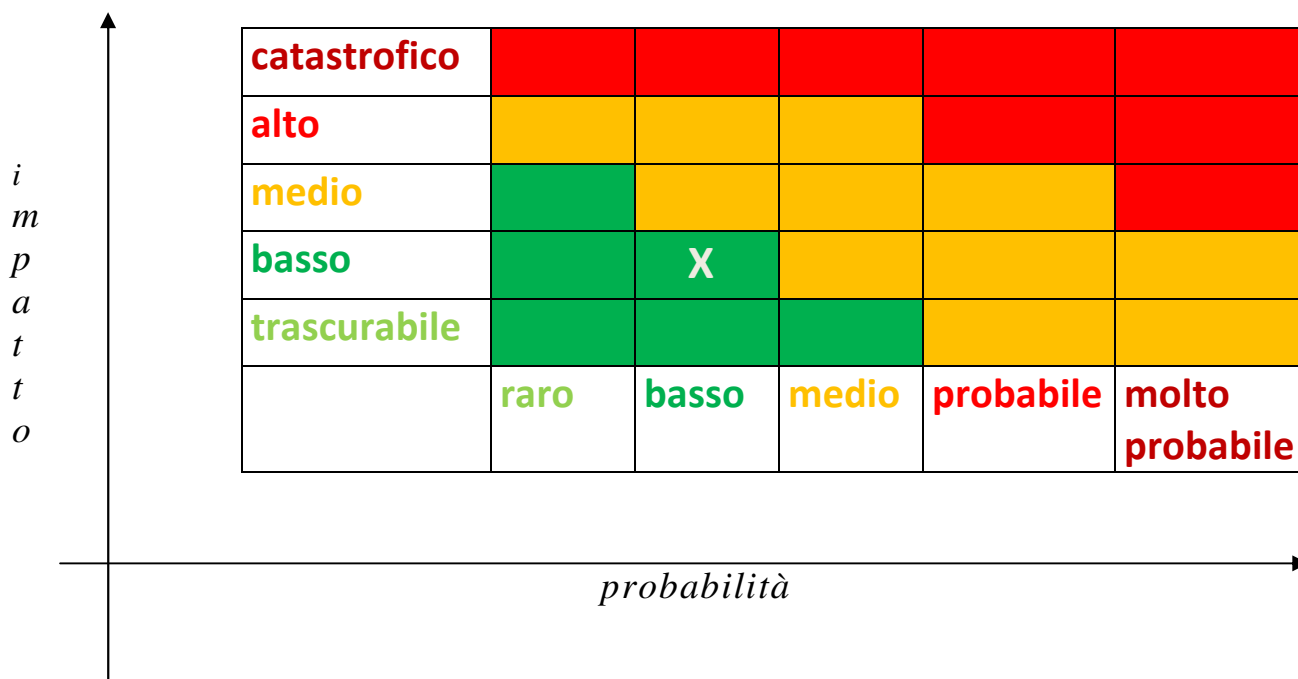 catastrofico
alto
medio
basso X
trascurabile
raro basso medio probabile molto
probabile
i
m
p
a
t
t
o
probabilità